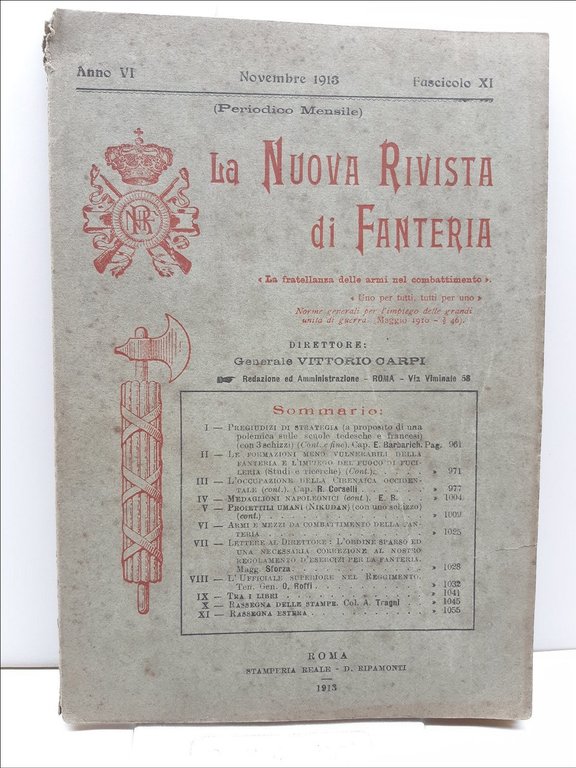 Anno VI Novembre 1913 Fascicolo XI
(Periodico Mensile)
La Nuova Rivista
di Fanteria
« La fratellanza delle armi nel combattimento ».
« Uno per tutti, tutti per uno »
Norme generali per l'impiego delle grandi
unità di guerra. (Maggio 1910 - § 46).
DIRETTORE:
Generale VITTORIO CARPI
Redazione ed Amministrazione - ROMA - Via Viminale 58
Sommario:
I — Pregiudizi di strategia (a proposito di una
polemica sulle scuole tedesche e francesi)
(con 3 schizzi) (Cont. e fine). Cap. E. Barbarich. Pag. 961
II — Le formazioni meno vulnerabili della
fanteria e l'impiego del fuoco di fuci-
leria (Studi e ricerche) (Cont.). » 971
III — L'occupazione della Cirenaica occiden-
tale (cont.). Cap. R. Corselli » 977
IV — Medaglioni napoleonici (cont.). E. B. » 1004
V — Proiettili umani (Nikudan) (con uno schizzo)
(cont.) » 1009
VI — Armi e mezzi da combattimento della fan-
teria » 1025
VII — Lettere al Direttore: L'ordine sparso ed
una necessaria correzione al nostro
regolamento d'esercizi per la fanteria.
Magg. Sforza » 1028
VIII — L'Ufficiale superiore nel Reggimento.
Ten. Gen. O. Roffi » 1032
IX — Tra i libri » 1041
X — Rassegna delle stampe. Col. A. Tragni » 1045
XI — Rassegna estera » 1055
ROMA
STAMPERIA REALE - D. RIPAMONTI
1913